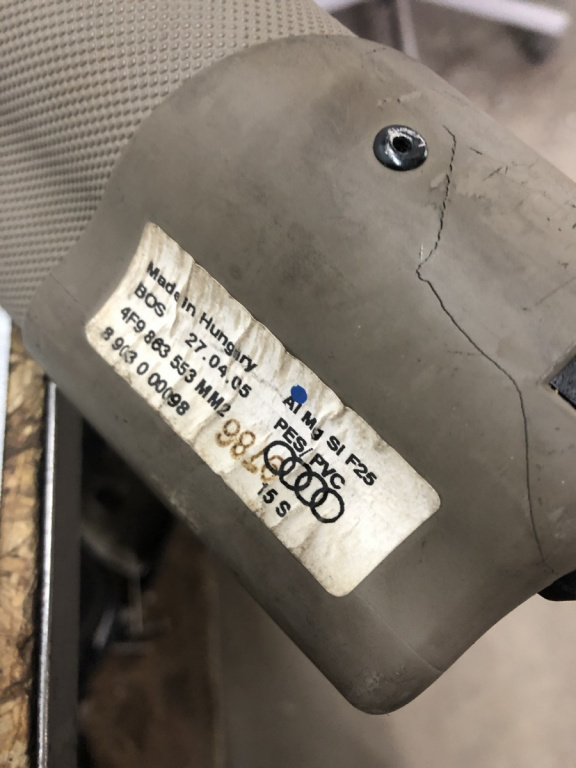 Made in Hungary
BOS 27.04.05
4F9 863 553 MM2
8 903 0 00098
Al Mg Si F25
PES/PVC
15 S